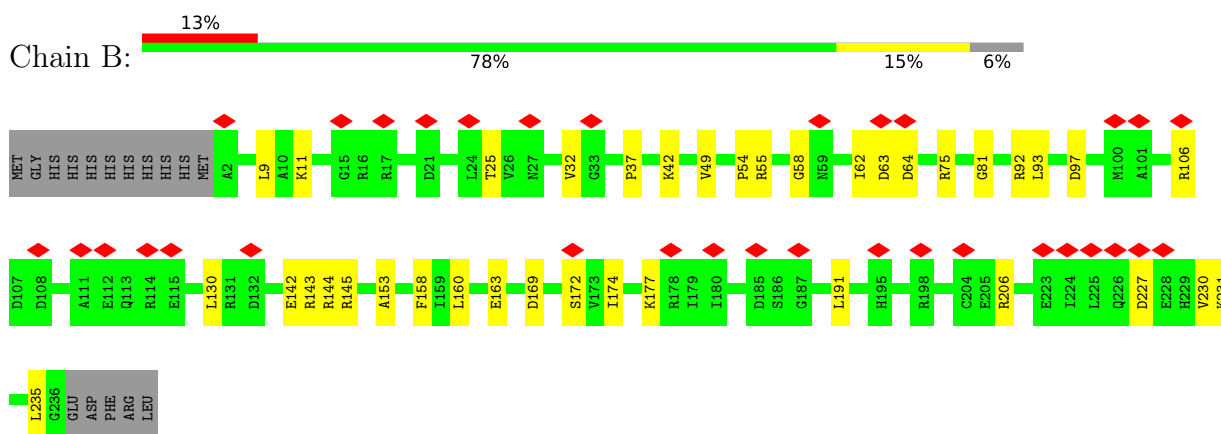 13%
Chain B:
78% 15% 6%
MET GLY HIS HIS HIS HIS HIS HIS HIS HIS MET A2 L9 A10 K11 G15 R16 R17 D21 L24 T25 V26 N27 V32 G33 P37 K42 V49 P54 R55 G58 N59 I62 D63 D64 R75 G81 R92 L93 D97 M100 A101 R106
D107 D108 A111 E112 Q113 R114 E115 L130 R131 D132 E142 R143 R144 R145 A153 F158 I159 L160 E163 D169 S172 V173 I174 K177 R178 I179 I180 D185 S186 G187 L191 H195 R198 C204 E205 R206 E223 I224 L225 Q226 D227 E228 H229 V230
L235 G236 GLU ASP PHE ARG LEU